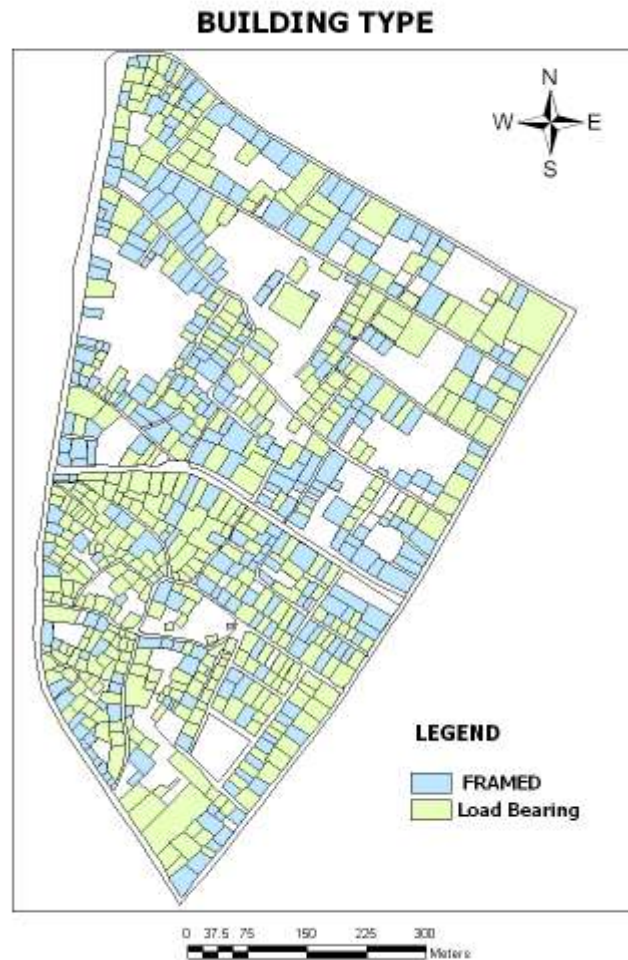 BUILDING TYPE
N
W E
S
LEGEND
FRAMED
Load Bearing
0 37.5 75 150 225 300
Meters